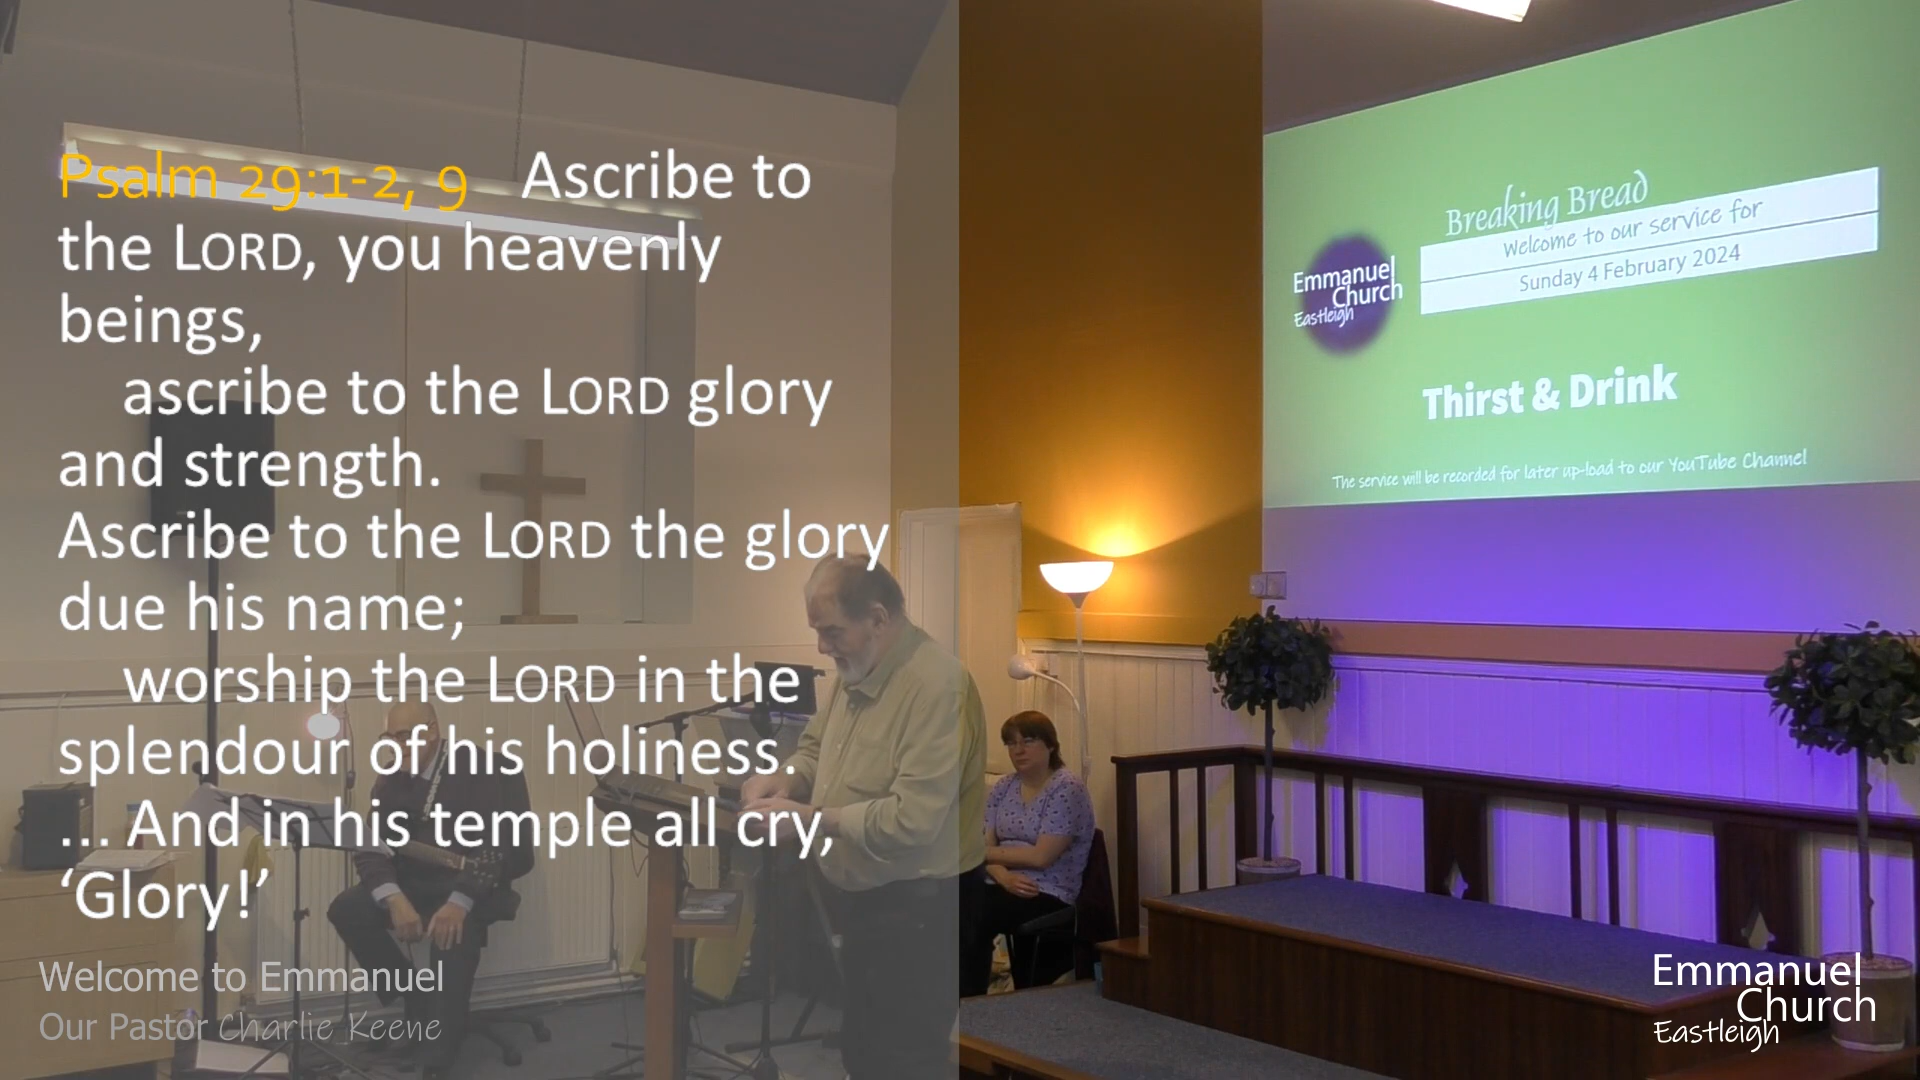 Psalm 29:1-2, 9 Ascribe to
the LORD, you heavenly
beings,
ascribe to the LORD glory
and strength.
Ascribe to the LORD the glory
due his name;
worship the LORD in the
splendour of his holiness.
... And in his temple all cry,
‘Glory!’
Welcome to Emmanuel
Our Pastor Charlie Keene
Breaking Bread
Welcome to our service for
Sunday 4 February 2024
Emmanuel
Church
Eastleigh
Thirst & Drink
The service will be recorded for later up-load to our YouTube Channel
Emmanuel
Church
Eastleigh